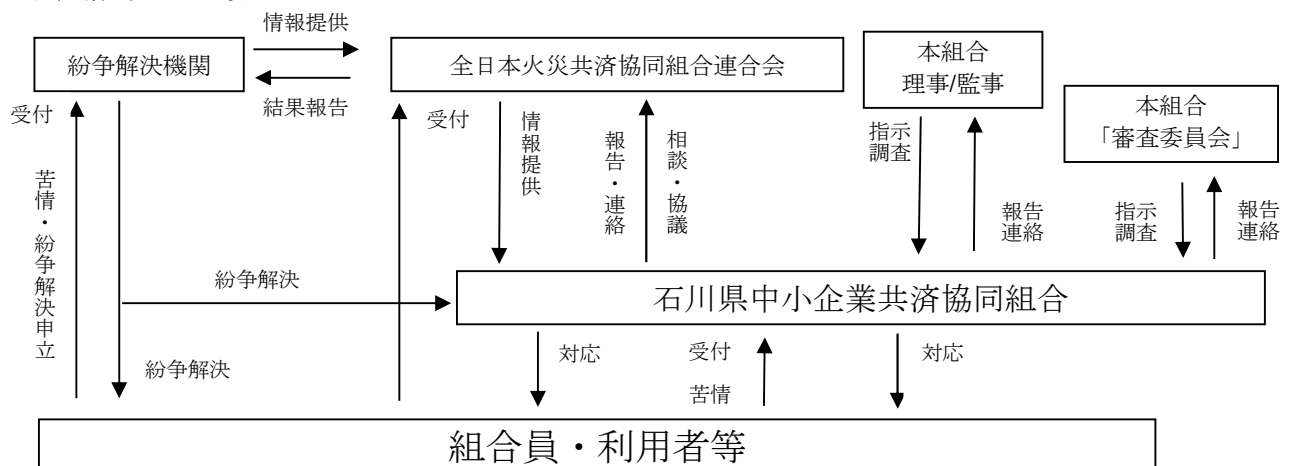 情報提供
紛争解決機関
全日本火災共済協同組合連合会
本組合
理事/監事
結果報告
本組合
「審査委員会」
受付
受付
情報提供
報告・連絡
相談・協議
指示
調査
報告
連絡
指示
調査
報告
連絡
苦情・紛争解決申立
紛争解決
石川県中小企業共済協同組合
紛争解決
対応
受付
苦情
対応
組合員・利用者等